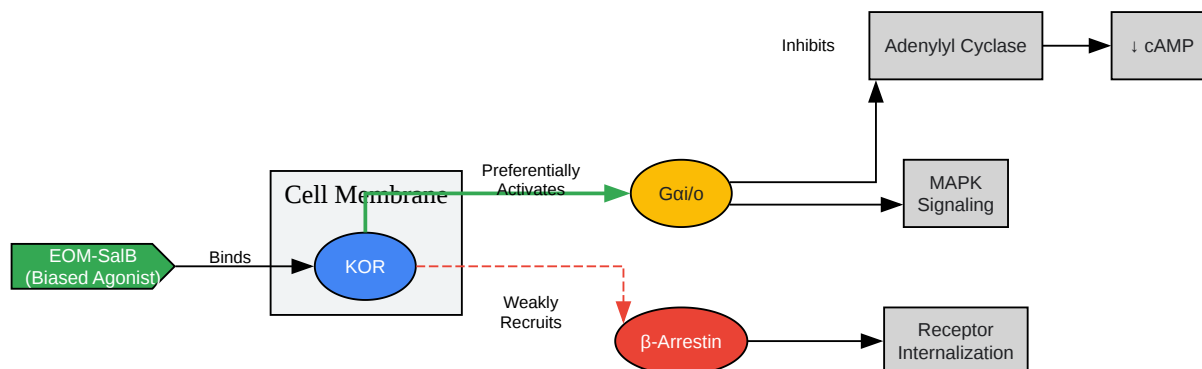 Inhibits
Adenylyl Cyclase
↓ cAMP
Cell Membrane
Preferentially
Activates
Gαi/o
MAPK
Signaling
EOM-SalB
(Biased Agonist)
Binds
KOR
Weakly
Recruits
β-Arrestin
Receptor
Internalization